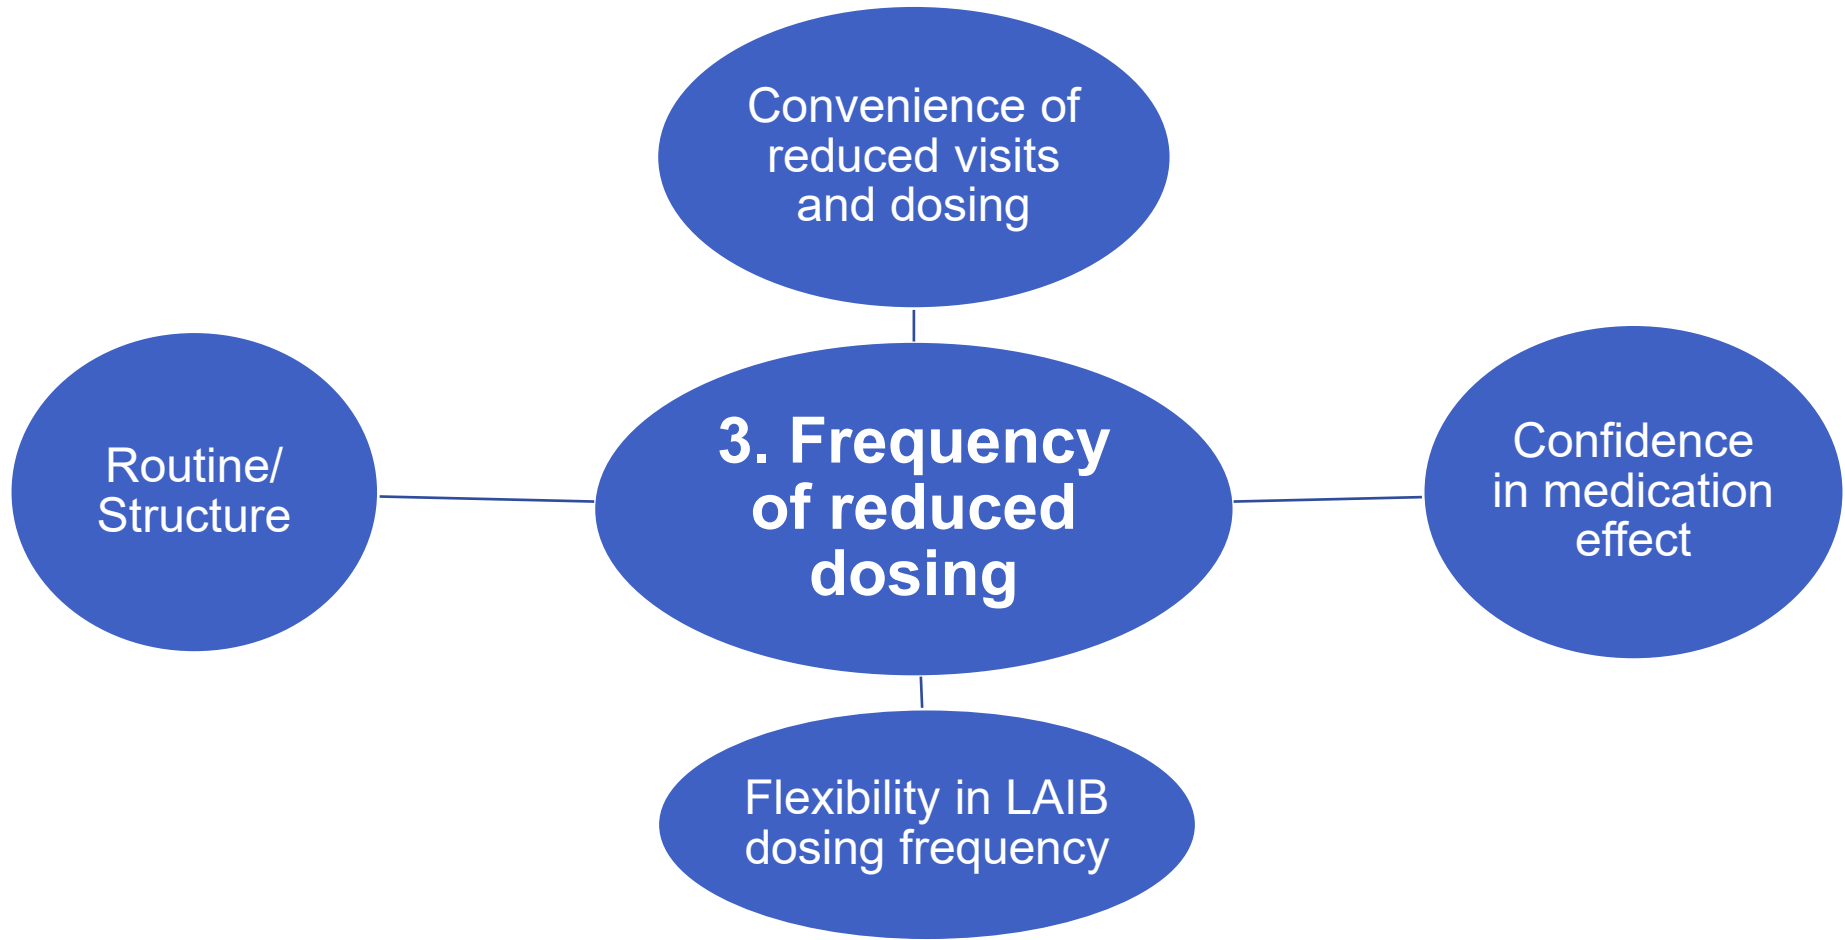 Convenience of
reduced visits
and dosing
Routine/
Structure
3. Frequency
of reduced
dosing
Confidence
in medication
effect
Flexibility in LAIB
dosing frequency